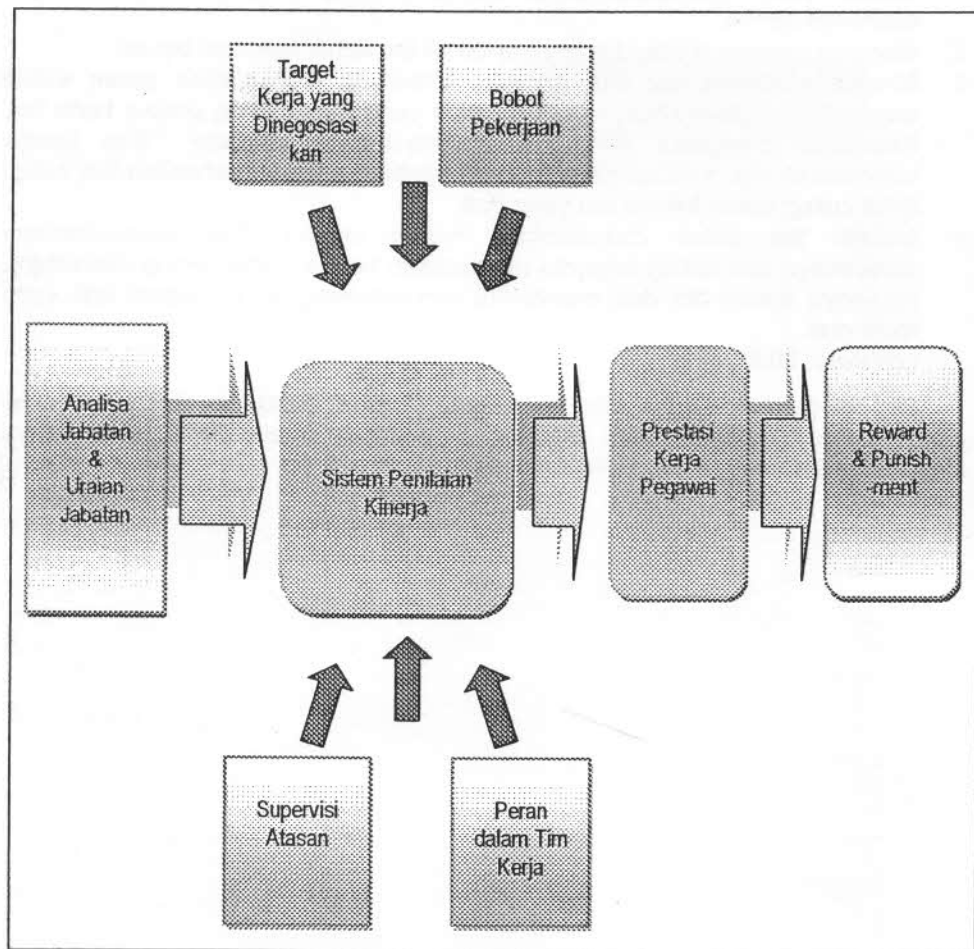 Target
Kerja yang
Dinegosiasi
kan
Bobot
Pekerjaan
Analisa
Jabatan
&
Uraian
Jabatan
Sistem Penilaian
Kinerja
Prestasi
Kerja
Pegawai
Reward
& Punish
-ment
Supervisi
Atasan
Peran
dalam Tim
Kerja